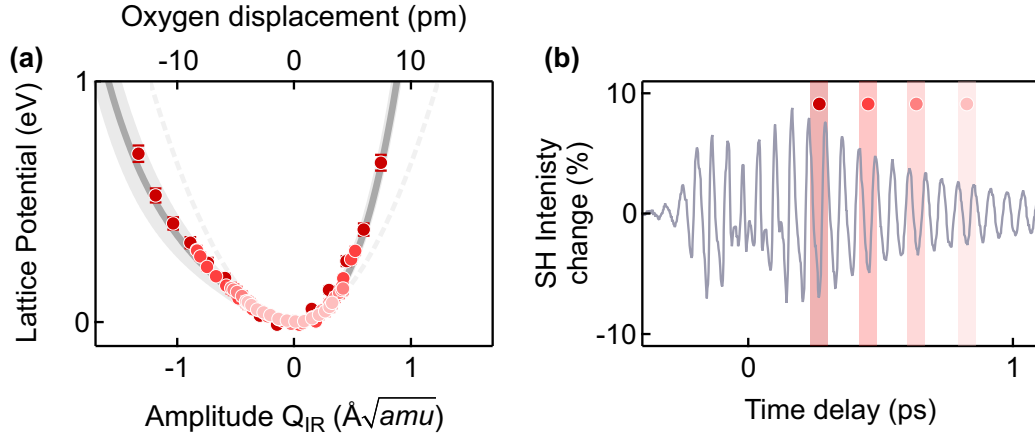 Oxygen displacement (pm)
(a)
-10 0 10
1
0
Lattice Potential (eV)
-1 0 1
Amplitude Q_IR (Å√amu)
(b)
10
0
-10
SH Intenisty
change (%)
0 1
Time delay (ps)